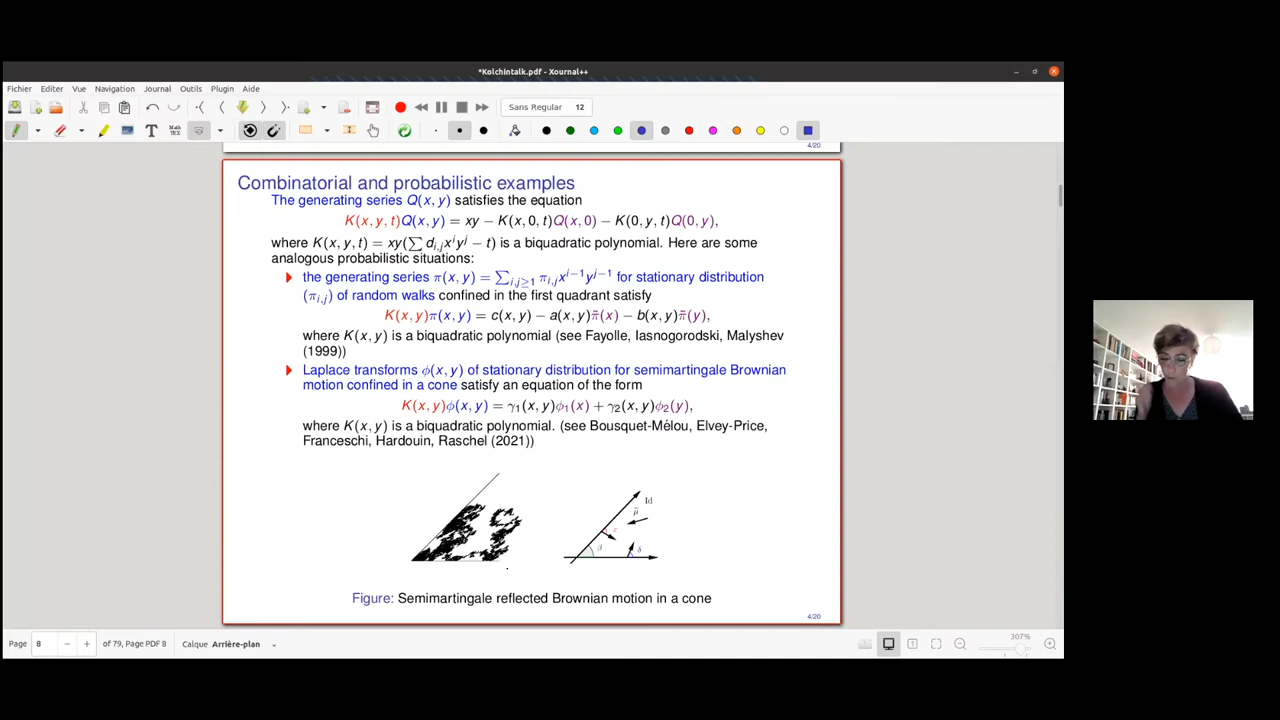 *Kolchintalk.pdf - Xournal++
Fichier Editer Vue Navigation Journal Outils Plugin Aide
Sans Regular 12
4/20
Combinatorial and probabilistic examples
The generating series Q(x, y) satisfies the equation
K(x, y, t)Q(x, y) = xy − K(x, 0, t)Q(x, 0) − K(0, y, t)Q(0, y),
where K(x, y, t) = xy(∑ d_{i,j}x^i y^j − t) is a biquadratic polynomial. Here are some
analogous probabilistic situations:
the generating series π(x, y) = ∑_{i,j≥1} π_{i,j}x^{i−1}y^{j−1} for stationary distribution
(π_{i,j}) of random walks confined in the first quadrant satisfy
K(x, y)π(x, y) = c(x, y) − a(x, y)π̃(x) − b(x, y)π̃(y),
where K(x, y) is a biquadratic polynomial (see Fayolle, Iasnogorodski, Malyshev
(1999))
Laplace transforms ϕ(x, y) of stationary distribution for semimartingale Brownian
motion confined in a cone satisfy an equation of the form
K(x, y)ϕ(x, y) = γ₁(x, y)ϕ₁(x) + γ₂(x, y)ϕ₂(y),
where K(x, y) is a biquadratic polynomial. (see Bousquet-Mélou, Elvey-Price,
Franceschi, Hardouin, Raschel (2021))
Id
μ̃
ε
β
δ
Figure: Semimartingale reflected Brownian motion in a cone
4/20
Page 8 of 79, Page PDF 8 Calque Arrière-plan 307%